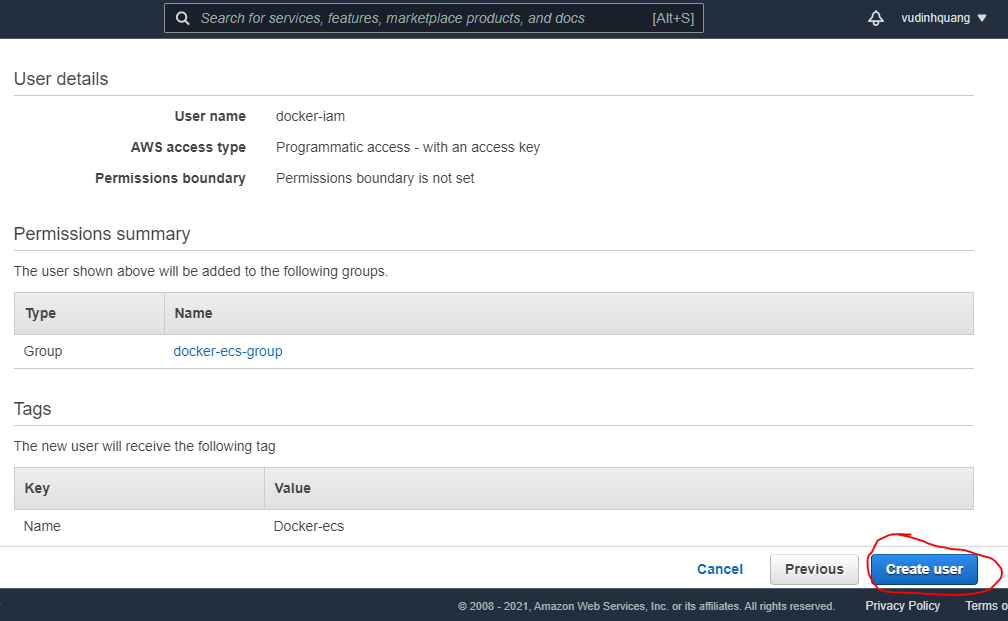 Search for services, features, marketplace products, and docs [Alt+S] vudinhquang
User details
User name docker-iam
AWS access type Programmatic access - with an access key
Permissions boundary Permissions boundary is not set
Permissions summary
The user shown above will be added to the following groups.
Type Name
Group docker-ecs-group
Tags
The new user will receive the following tag
Key Value
Name Docker-ecs
Cancel Previous Create user
© 2008 - 2021, Amazon Web Services, Inc. or its affiliates. All rights reserved. Privacy Policy Terms o